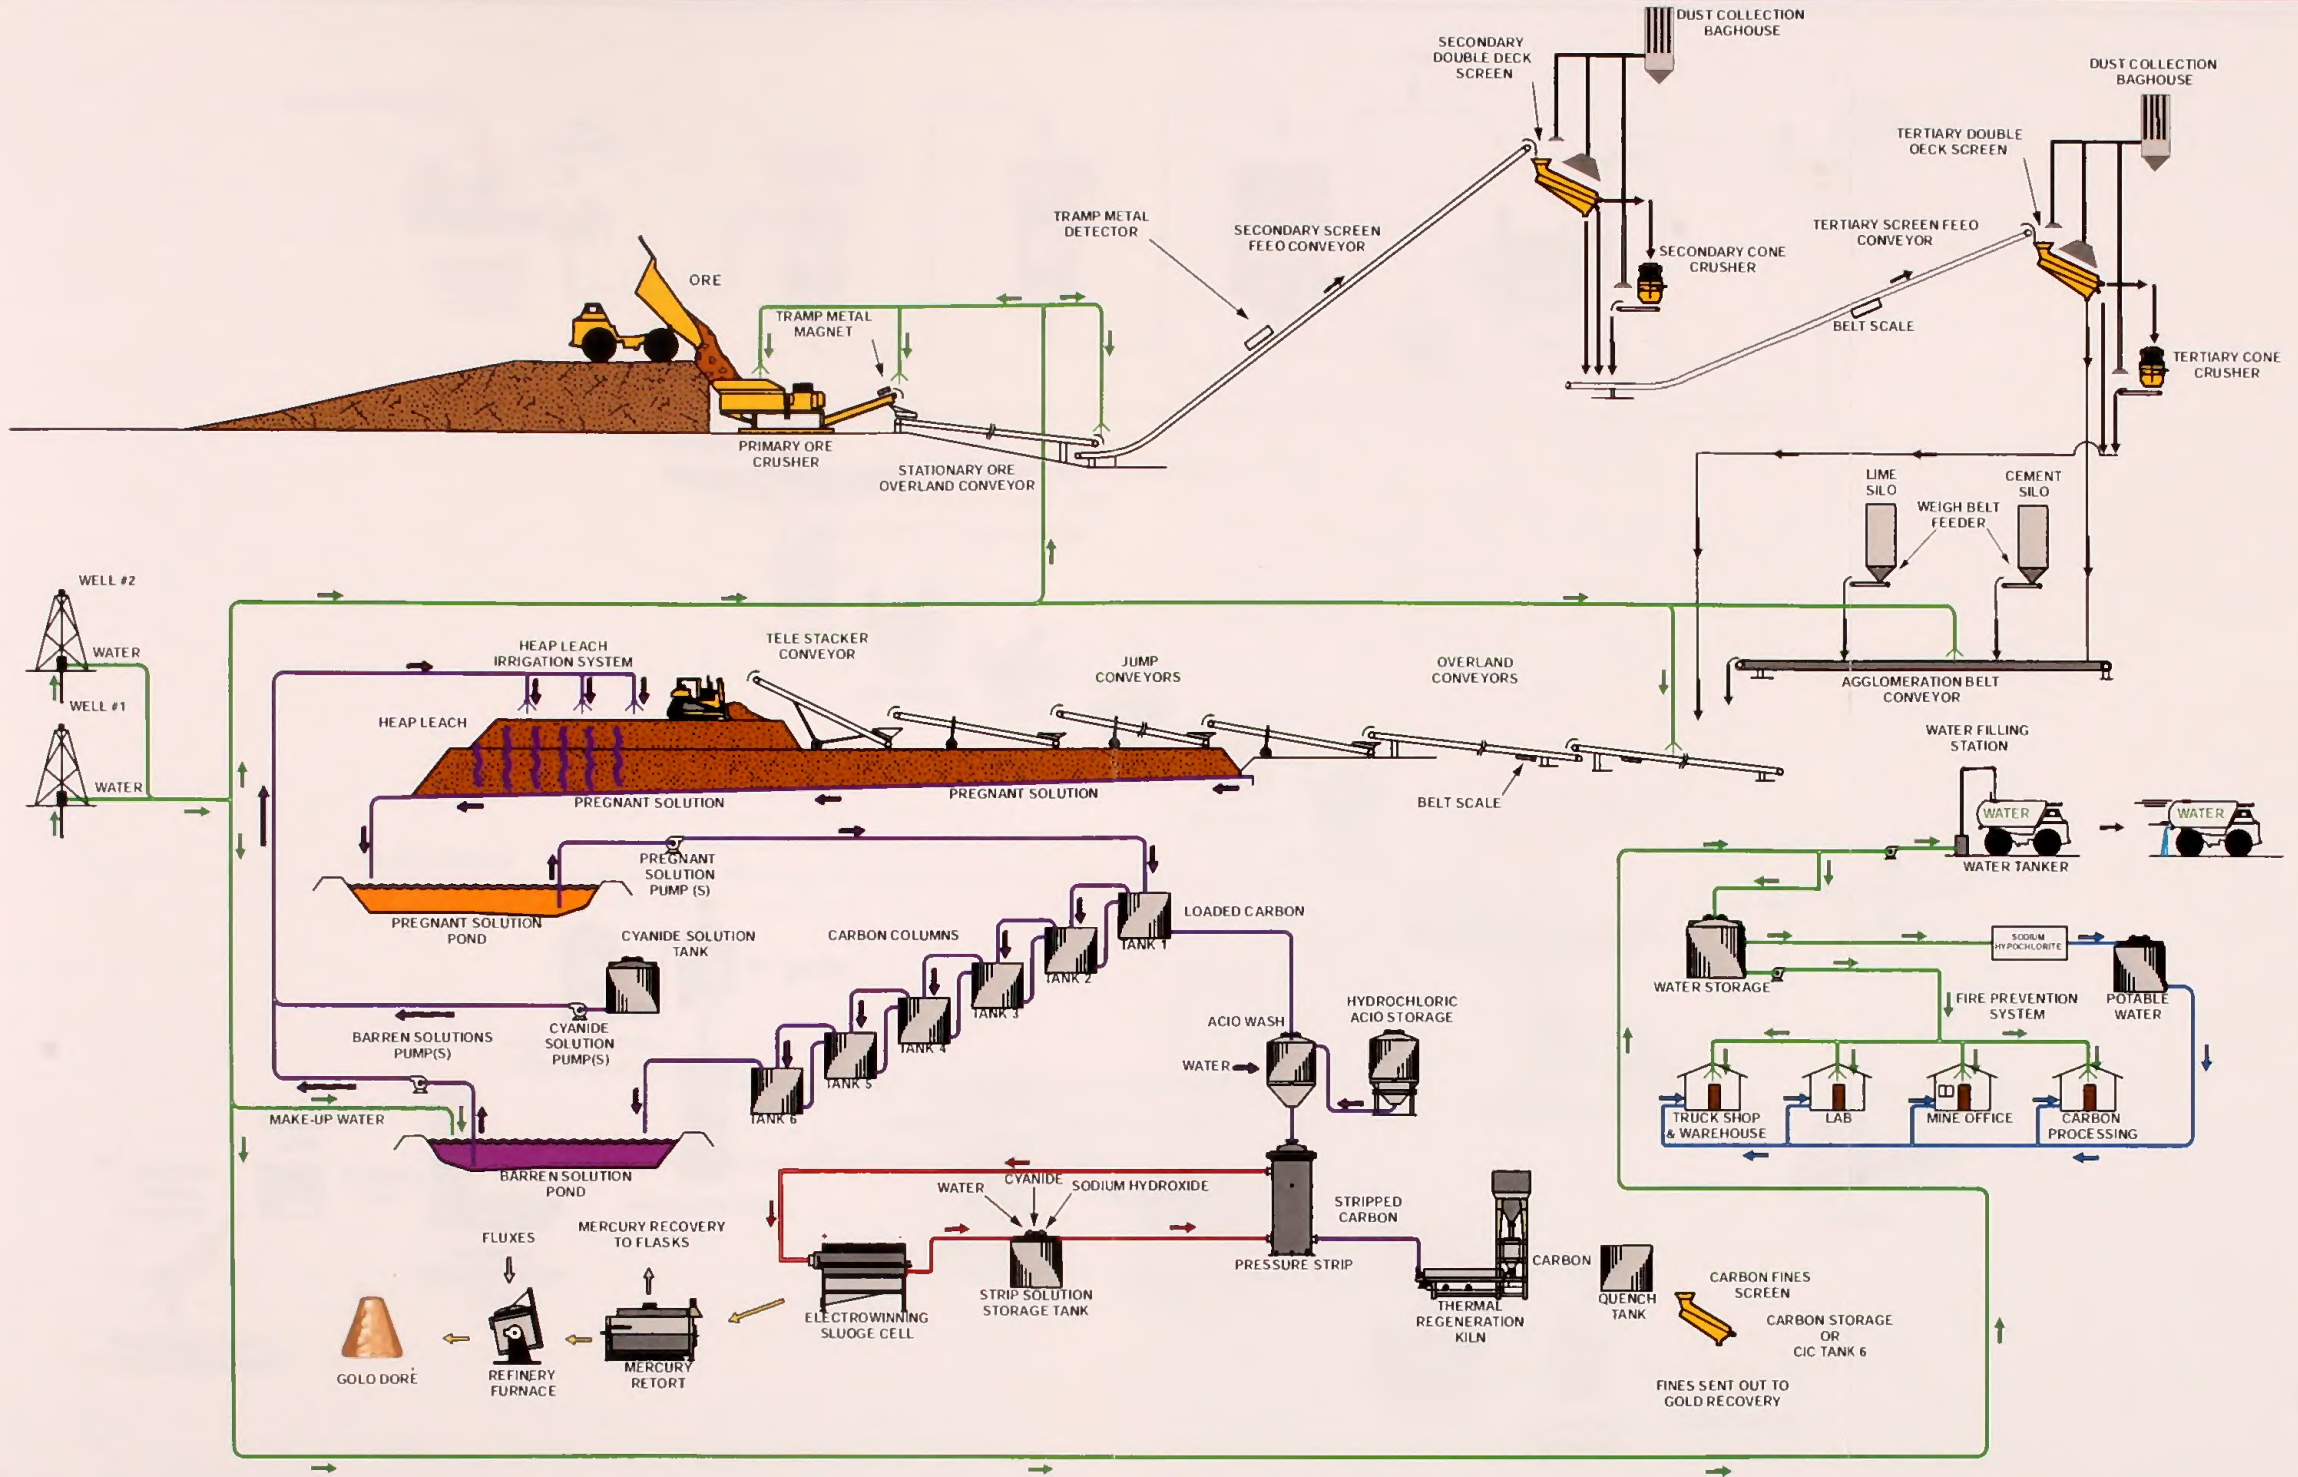 DUST COLLECTION
BAGHOUSE
SECONDARY
DOUBLE DECK
SCREEN
DUST COLLECTION
BAGHOUSE
TERTIARY DOUBLE
DECK SCREEN
TRAMP METAL
DETECTOR
SECONDARY SCREEN
FEEO CONVEYOR
TERTIARY SCREEN FEEO
CONVEYOR
SECONDARY CONE
CRUSHER
ORE
TRAMP METAL
MAGNET
BELT SCALE
TERTIARY CONE
CRUSHER
PRIMARY ORE
CRUSHER
STATIONARY ORE
OVERLAND CONVEYOR
LIME
SILO
CEMENT
SILO
WEIGH BELT
FEEDER
WELL #2
WATER
WELL #1
WATER
HEAP LEACH
IRRIGATION SYSTEM
TELE STACKER
CONVEYOR
JUMP
CONVEYORS
OVERLAND
CONVEYORS
AGGLOMERATION BELT
CONVEYOR
HEAP LEACH
WATER FILLING
STATION
PREGNANT SOLUTION
PREGNANT SOLUTION
BELT SCALE
WATER
WATER
WATER TANKER
PREGNANT
SOLUTION
PUMP (S)
PREGNANT SOLUTION
POND
CYANIDE SOLUTION
TANK
CARBON COLUMNS
LOADED CARBON
TANK 1
TANK 2
TANK 3
TANK 4
TANK 5
TANK 6
SODIUM
HYPOCHLORITE
WATER STORAGE
POTABLE
WATER
FIRE PREVENTION
SYSTEM
BARREN SOLUTIONS
PUMP(S)
CYANIDE
SOLUTION
PUMP(S)
ACIO WASH
HYDROCHLORIC
ACIO STORAGE
WATER
MAKE-UP WATER
TRUCK SHOP
& WAREHOUSE
LAB
MINE OFFICE
CARBON
PROCESSING
BARREN SOLUTION
POND
WATER
CYANIDE
SODIUM HYDROXIDE
STRIPPED
CARBON
FLUXES
MERCURY RECOVERY
TO FLASKS
PRESSURE STRIP
CARBON
ELECTROWINNING
SLUOGE CELL
STRIP SOLUTION
STORAGE TANK
THERMAL
REGENERATION
KILN
QUENCH
TANK
CARBON FINES
SCREEN
CARBON STORAGE
OR
CIC TANK 6
GOLO DORÉ
REFINERY
FURNACE
MERCURY
RETORT
FINES SENT OUT TO
GOLD RECOVERY